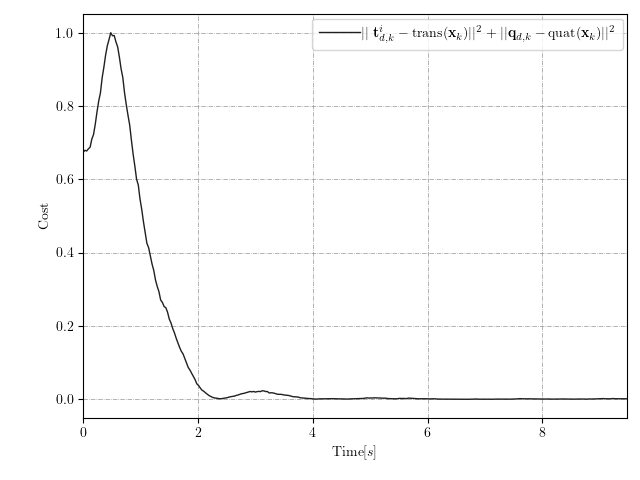 || t^i_{d,k} − trans(x_k)||^2 + ||q_{d,k} − quat(x_k)||^2
1.0
0.8
0.6
0.4
0.2
0.0
Cost
0 2 4 6 8
Time[s]